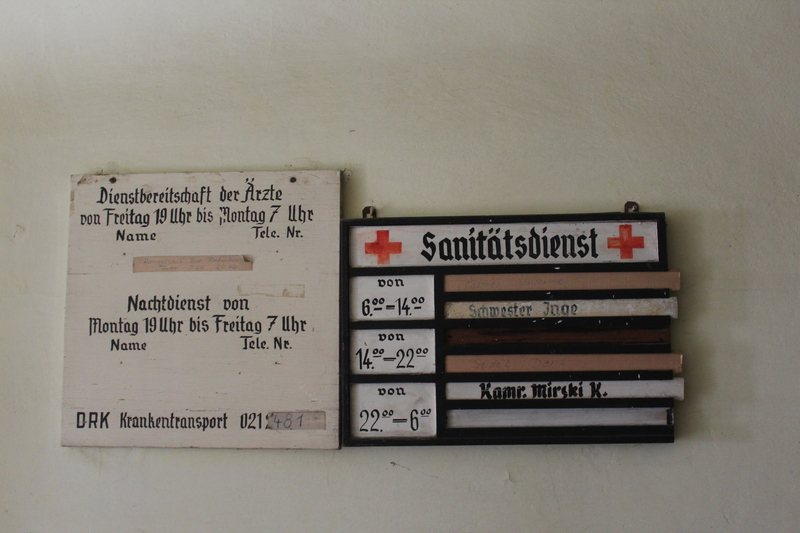 Dienstbereitschaft der Ärzte
von Freitag 19 Uhr bis Montag 7 Uhr
Name Tele. Nr.
Nachtdienst von
Montag 19 Uhr bis Freitag 7 Uhr
Name Tele. Nr.
DRK Krankentransport 0212481
Sanitätsdienst
von
6.00-14.00
Schwester Inge
von
14.00-22.00
von
22.00-6.00
Kamr. Mirski K.